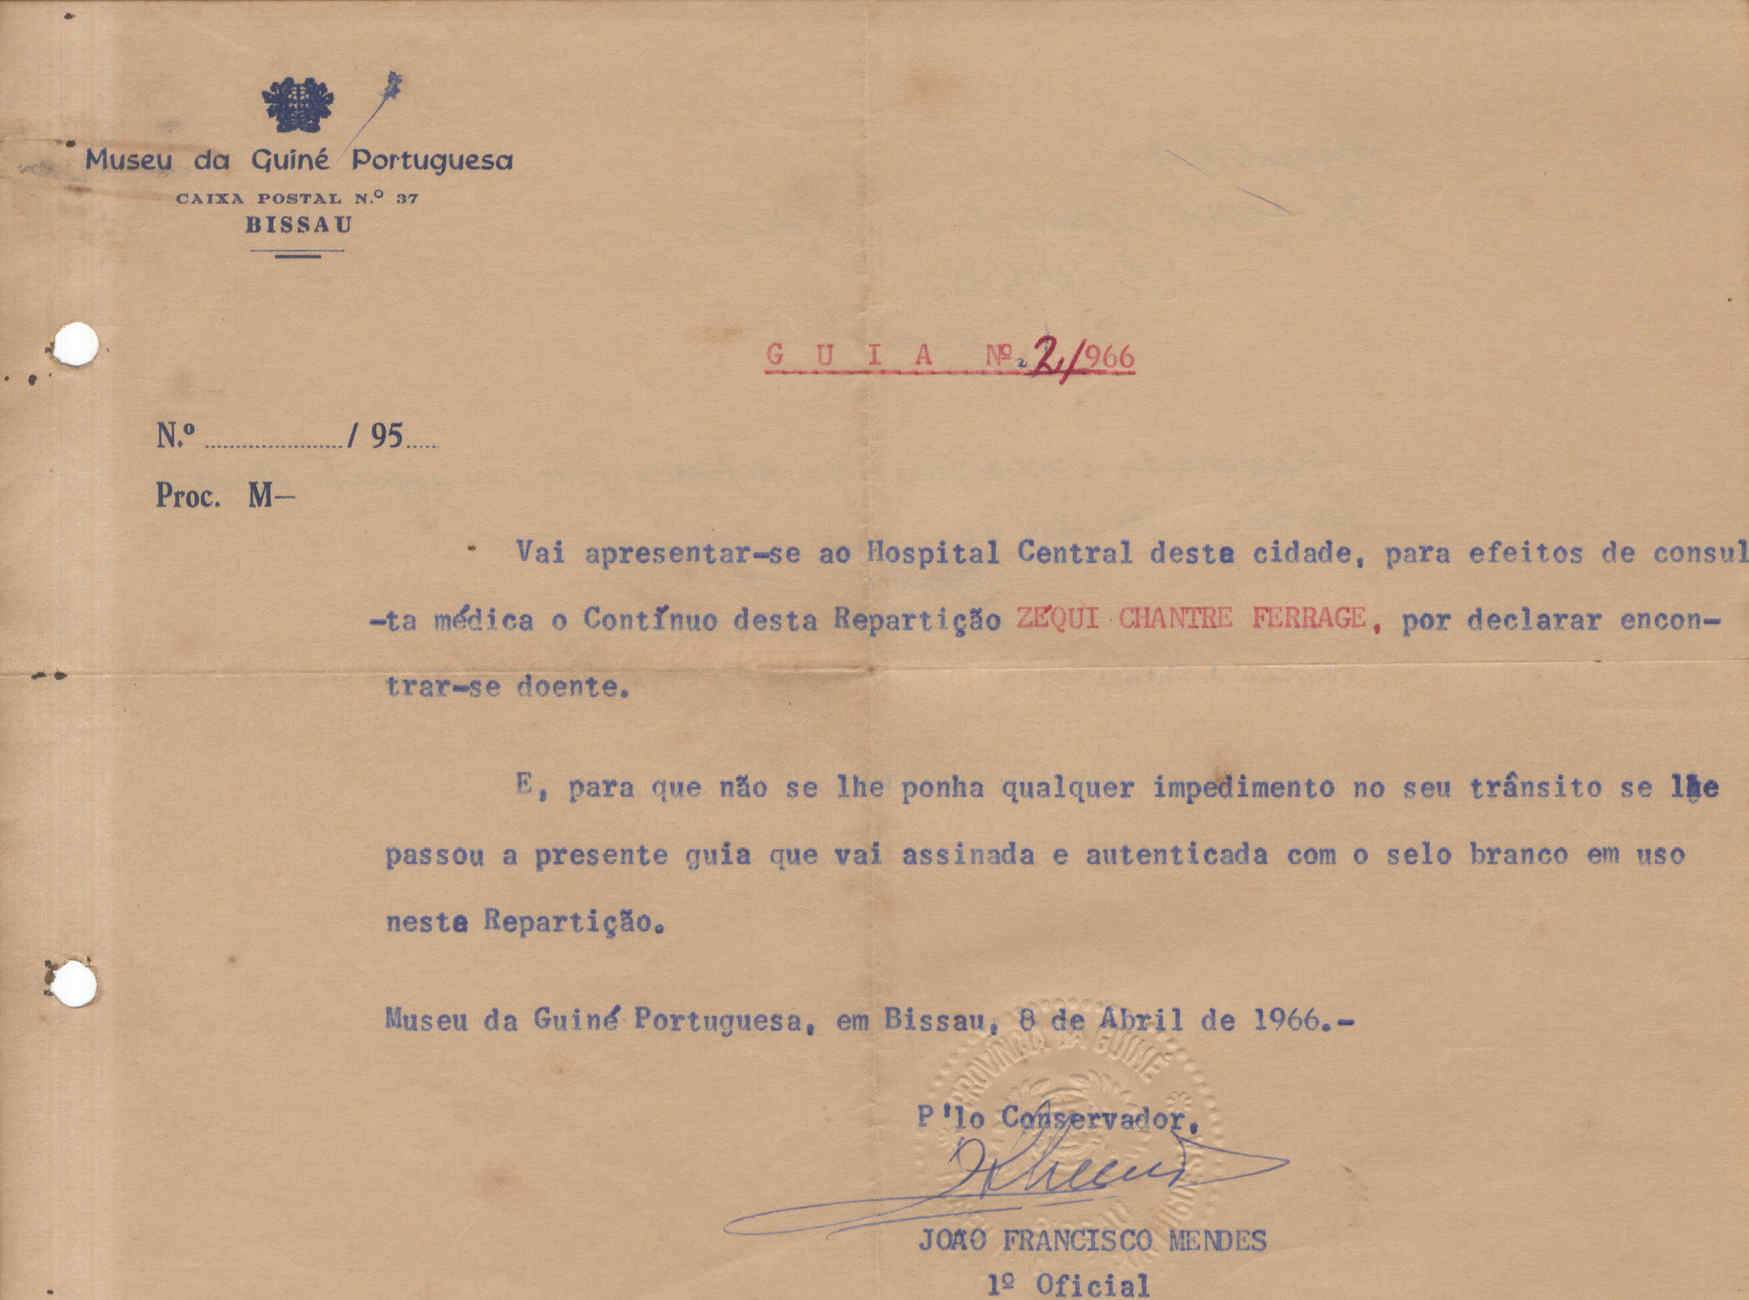 Museu da Guiné Portuguesa
CAIXA POSTAL N.º 37
BISSAU
G U I A Nº. 2/966
N.º ........ / 95....
Proc. M—
Vai apresentar-se ao Hospital Central desta cidade, para efeitos de consul
-ta médica o Contínuo desta Repartição ZÉQUI CHANTRE FERRAGE, por declarar encon-
trar-se doente.
E, para que não se lhe ponha qualquer impedimento no seu trânsito se lhe
passou a presente guia que vai assinada e autenticada com o selo branco em uso
nesta Repartição.
Museu da Guiné Portuguesa, em Bissau, 8 de Abril de 1966.-
PROVINCIA DA GUINÉ
P'lo Conservador,
JOAO FRANCISCO MENDES
1º Oficial